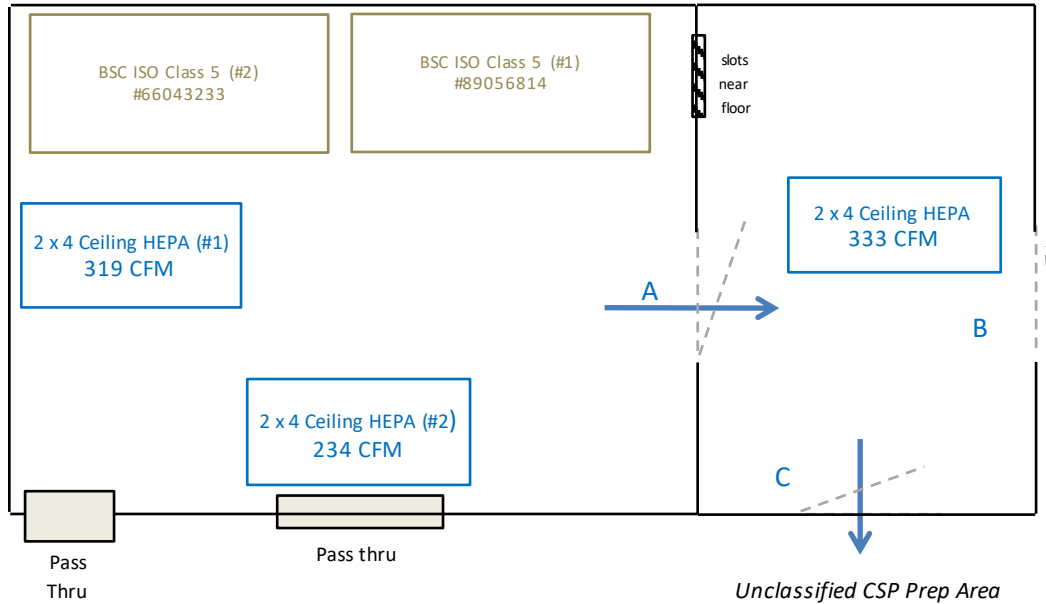 BSC ISO Class 5 (#2)
#66043233
BSC ISO Class 5 (#1)
#89056814
slots
near
floor
2 x 4 Ceiling HEPA (#1)
319 CFM
2 x 4 Ceiling HEPA
333 CFM
A
B
2 x 4 Ceiling HEPA (#2)
234 CFM
C
Pass
Thru
Pass thru
Unclassified CSP Prep Area